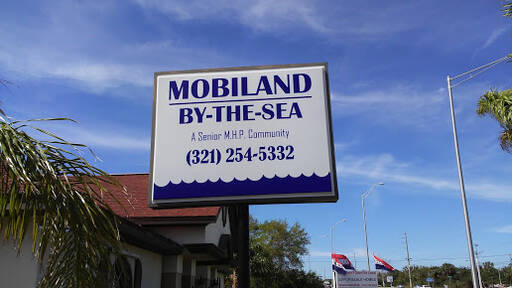 MOBILAND
BY-THE-SEA
A Senior M.H.P. Community
(321) 254-5332